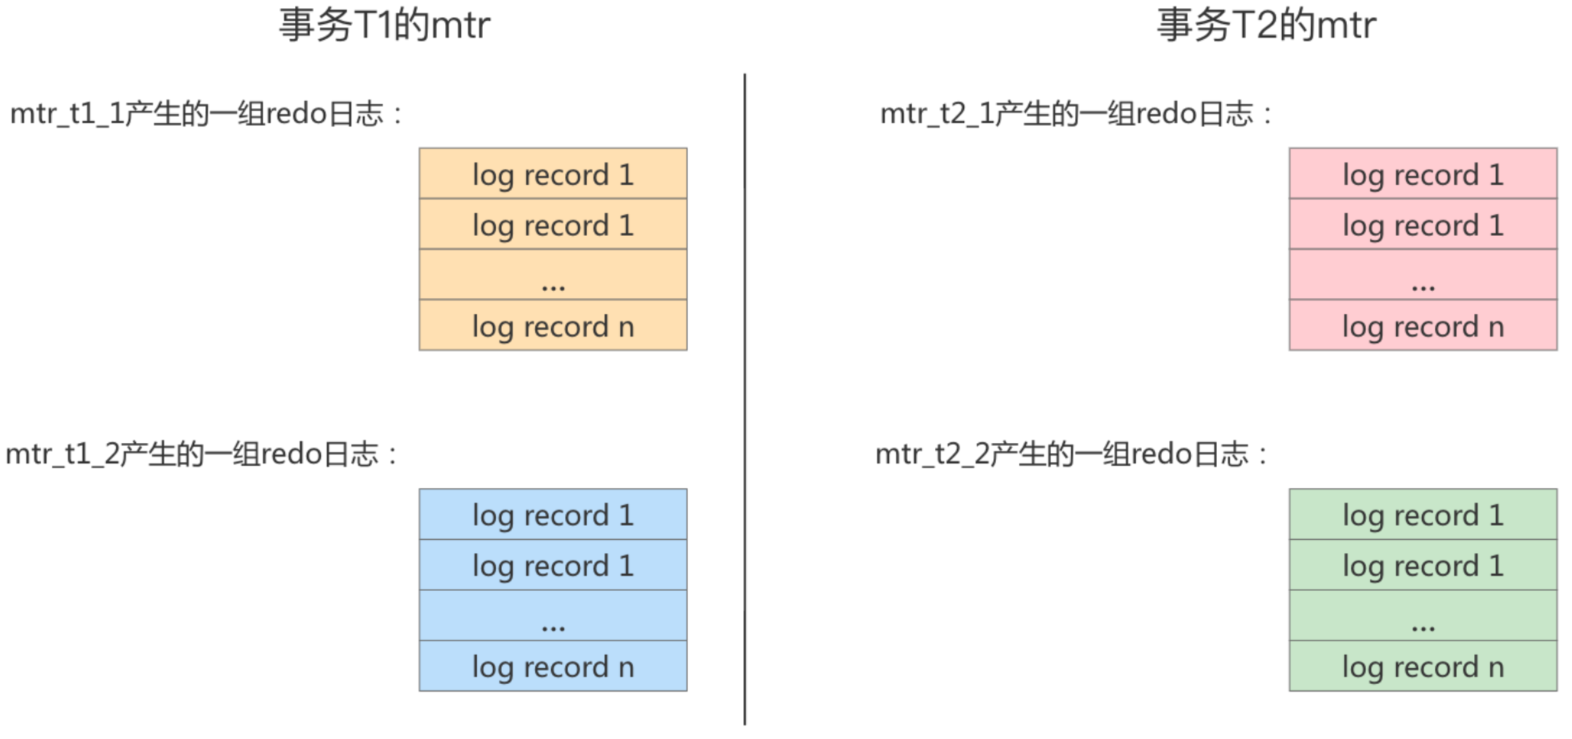 事务T1的mtr
mtr_t1_1产生的一组redo日志：
log record 1
log record 1
...
log record n
mtr_t1_2产生的一组redo日志：
log record 1
log record 1
...
log record n
事务T2的mtr
mtr_t2_1产生的一组redo日志：
log record 1
log record 1
...
log record n
mtr_t2_2产生的一组redo日志：
log record 1
log record 1
...
log record n